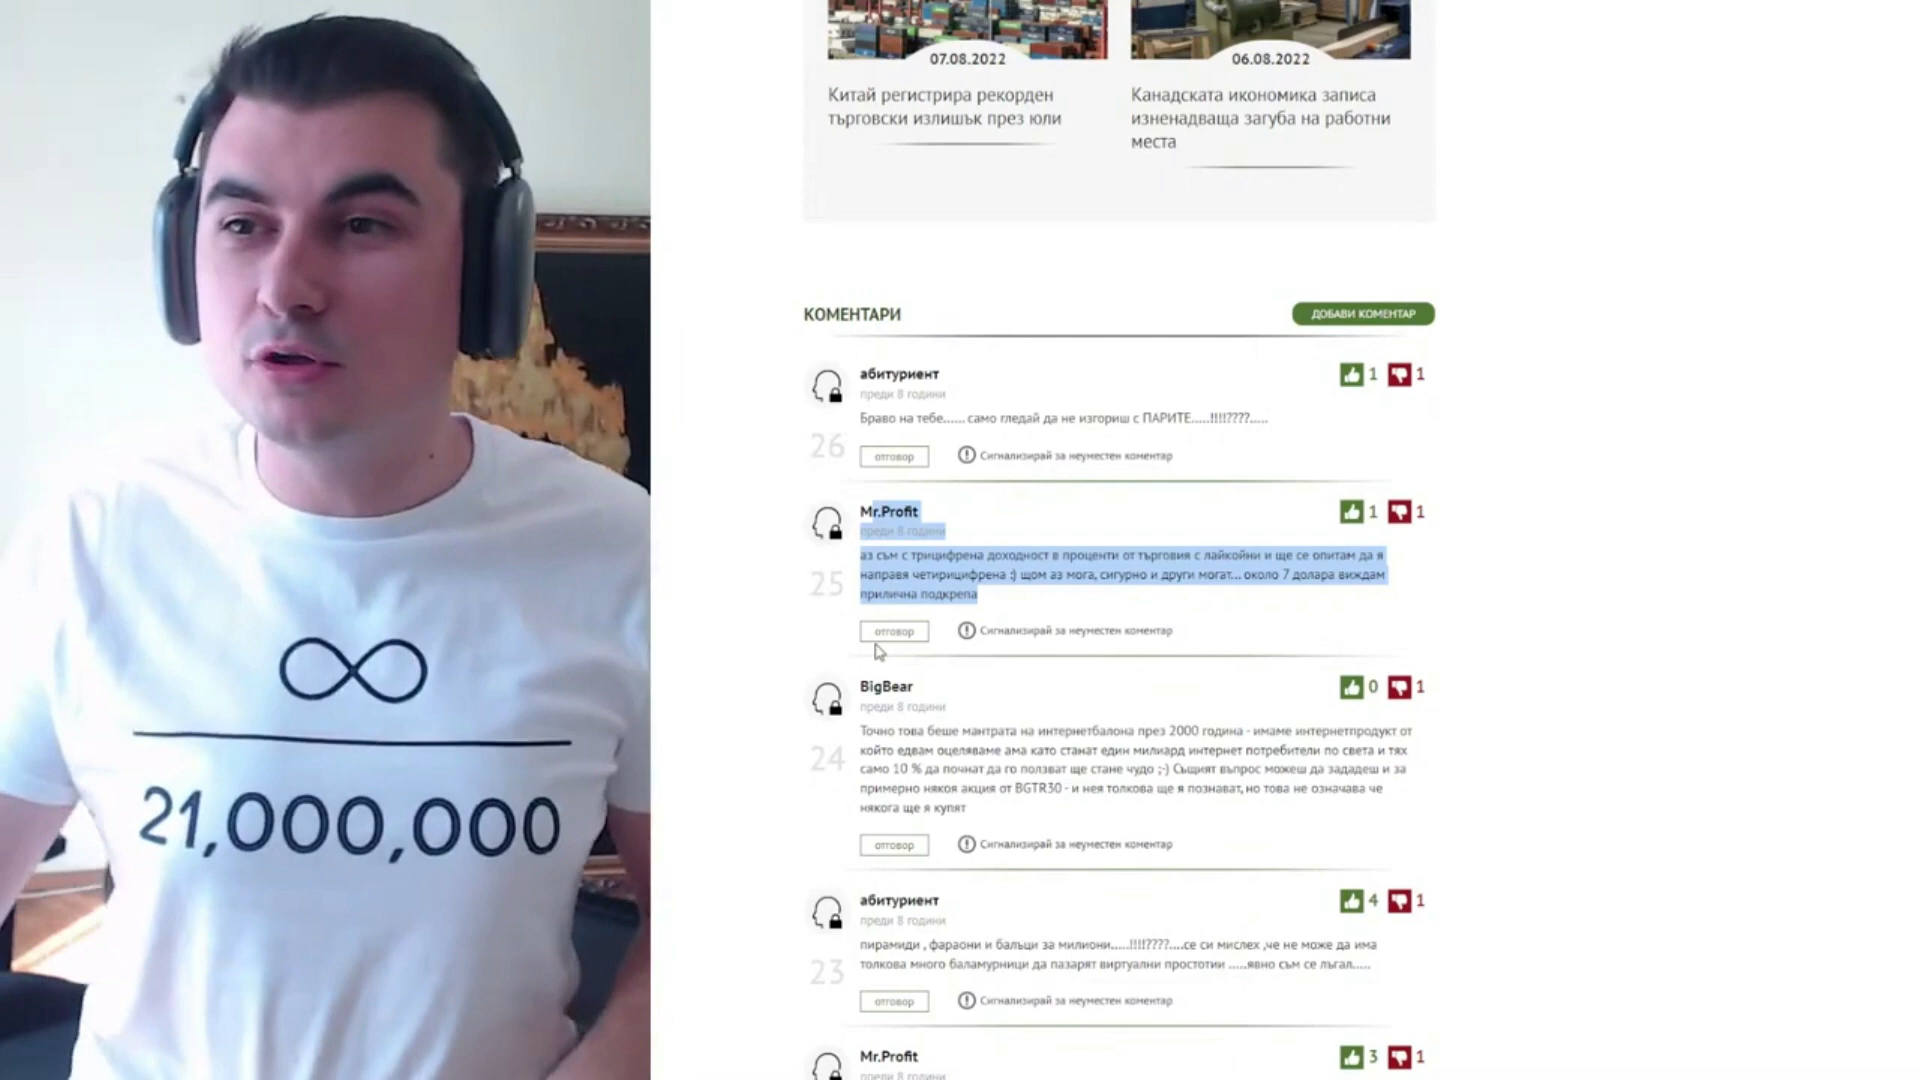 ∞
21,000,000
07.08.2022
Китай регистрира рекорден
търговски излишък през юли
06.08.2022
Канадската икономика записа
изненадваща загуба на работни
места
КОМЕНТАРИ
ДОБАВИ КОМЕНТАР
абитуриент
1 1
преди 8 години
Браво на тебе...... само гледай да не изгориш с ПАРИТЕ.....!!!!????.....
26
отговор
Сигнализирай за неуместен коментар
Mr.Profit
1 1
преди 8 години
аз съм с трицифрена доходност в проценти от търговия с лайкойни и ще се опитам да я
направя четирицифрена :) щом аз мога, сигурно и други могат... около 7 долара виждам
прилична подкрепа
25
отговор
Сигнализирай за неуместен коментар
BigBear
0 1
преди 8 години
Точно това беше мантрата на интернетбалона през 2000 година - имаме интернетпродукт от
който едвам оцеляваме ама като станат един милиард интернет потребители по света и тях
само 10 % да почнат да го ползват ще стане чудо ;-) Същият въпрос можеш да зададеш и за
примерно някоя акция от BGTR30 - и нея толкова ще я познават, но това не означава че
някога ще я купят
24
отговор
Сигнализирай за неуместен коментар
абитуриент
4 1
преди 8 години
пирамиди , фараони и балъци за милиони.....!!!!????....се си мислех ,че не може да има
толкова много баламурници да пазарят виртуални простотии .....явно съм се лъгал.....
23
отговор
Сигнализирай за неуместен коментар
Mr.Profit
3 1
преди 8 години